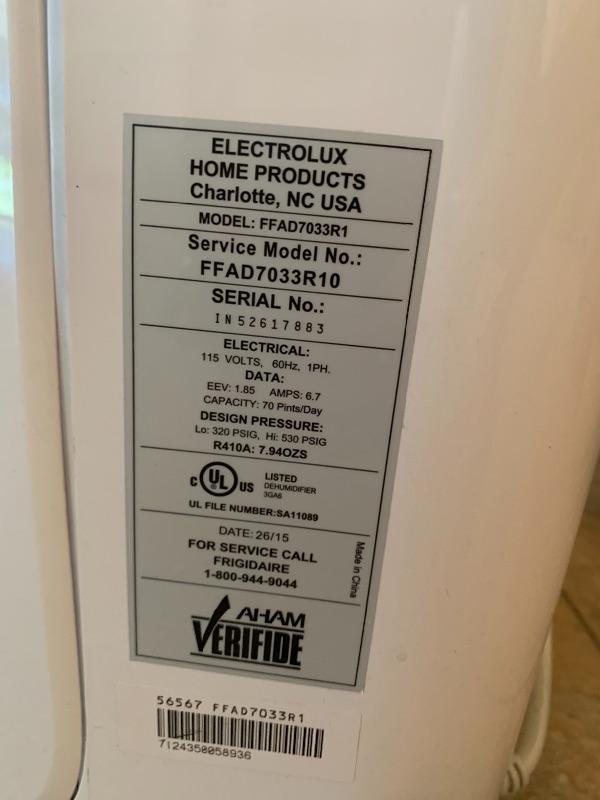 ELECTROLUX
HOME PRODUCTS
Charlotte, NC USA
MODEL: FFAD7033R1
Service Model No.:
FFAD7033R10
SERIAL No.:
IN52617883
ELECTRICAL:
115 VOLTS, 60Hz, 1PH.
DATA:
EEV: 1.85 AMPS: 6.7
CAPACITY: 70 Pints/Day
DESIGN PRESSURE:
Lo: 320 PSIG, Hi: 530 PSIG
R410A: 7.94OZS
C UL US
LISTED
DEHUMIDIFIER
3GA6
UL FILE NUMBER:SA11089
DATE: 26/15
FOR SERVICE CALL
FRIGIDAIRE
1-800-944-9044
Made in China
AHAM
VERIFIDE
56567 FFAD7033R1
7124350058936